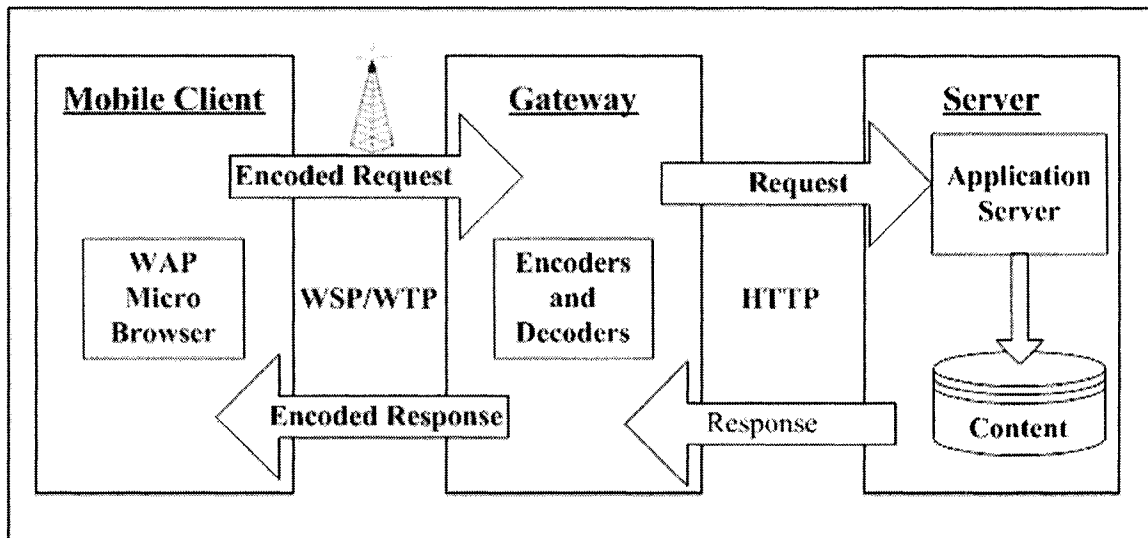 Mobile Client
Gateway
Server
Encoded Request
Request
Application
Server
WAP
Micro
Browser
WSP/WTP
Encoders
and
Decoders
HTTP
Encoded Response
Response
Content